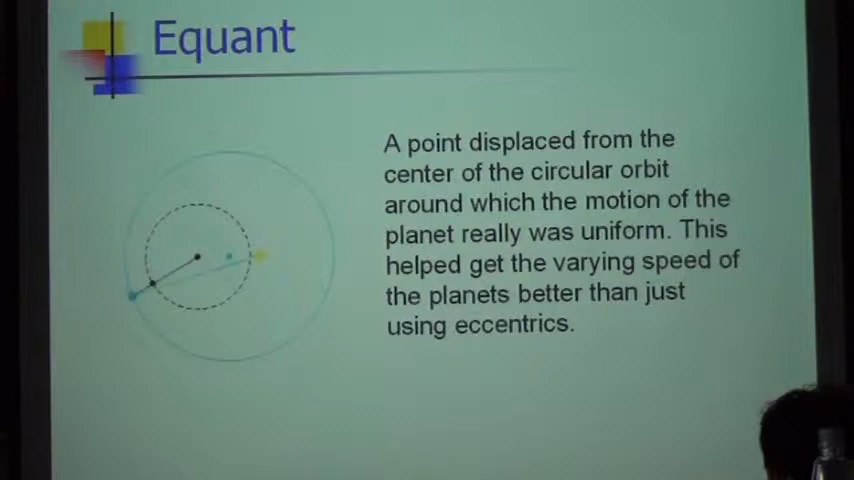 Equant
A point displaced from the
center of the circular orbit
around which the motion of the
planet really was uniform. This
helped get the varying speed of
the planets better than just
using eccentrics.